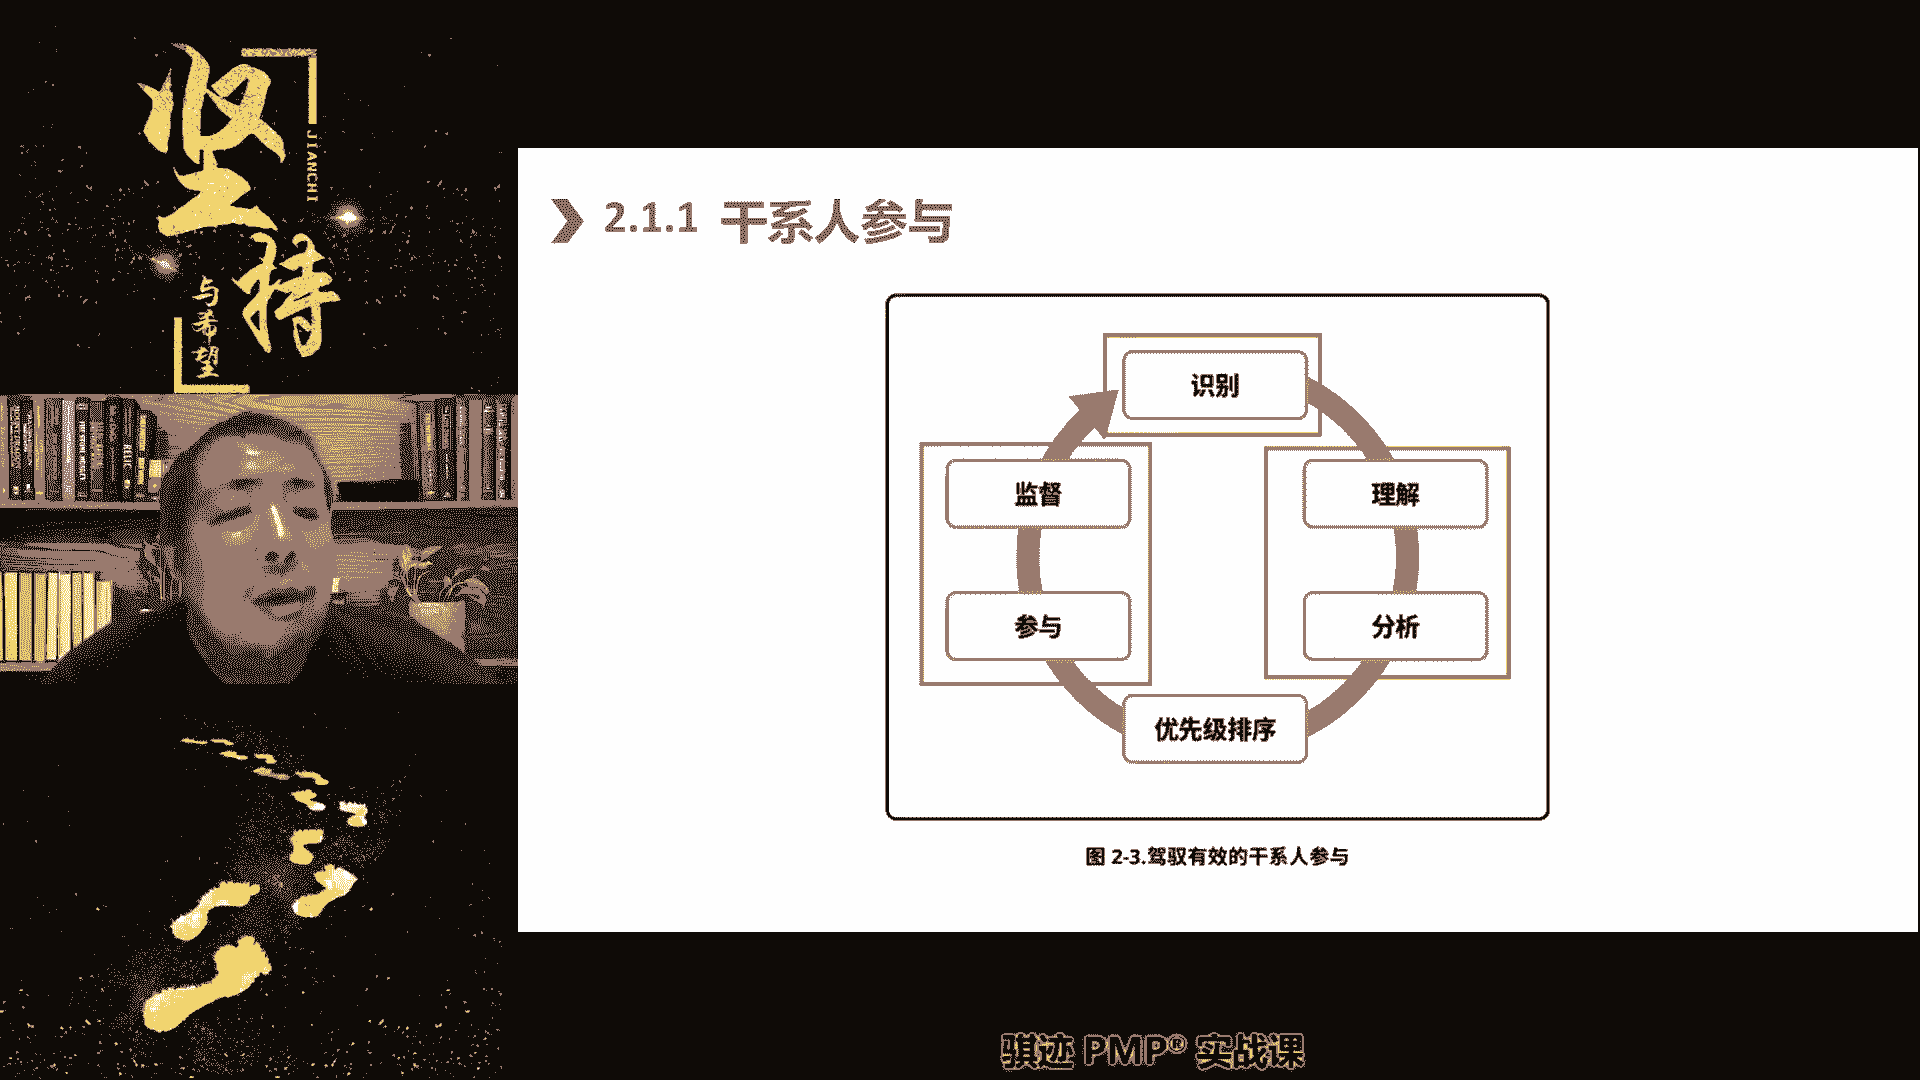 坚持
JIANCHI
与希望
2.1.1 干系人参与
识别
监督
理解
参与
分析
优先级排序
图 2-3.驾驭有效的干系人参与
骐迹 PMP® 实战课